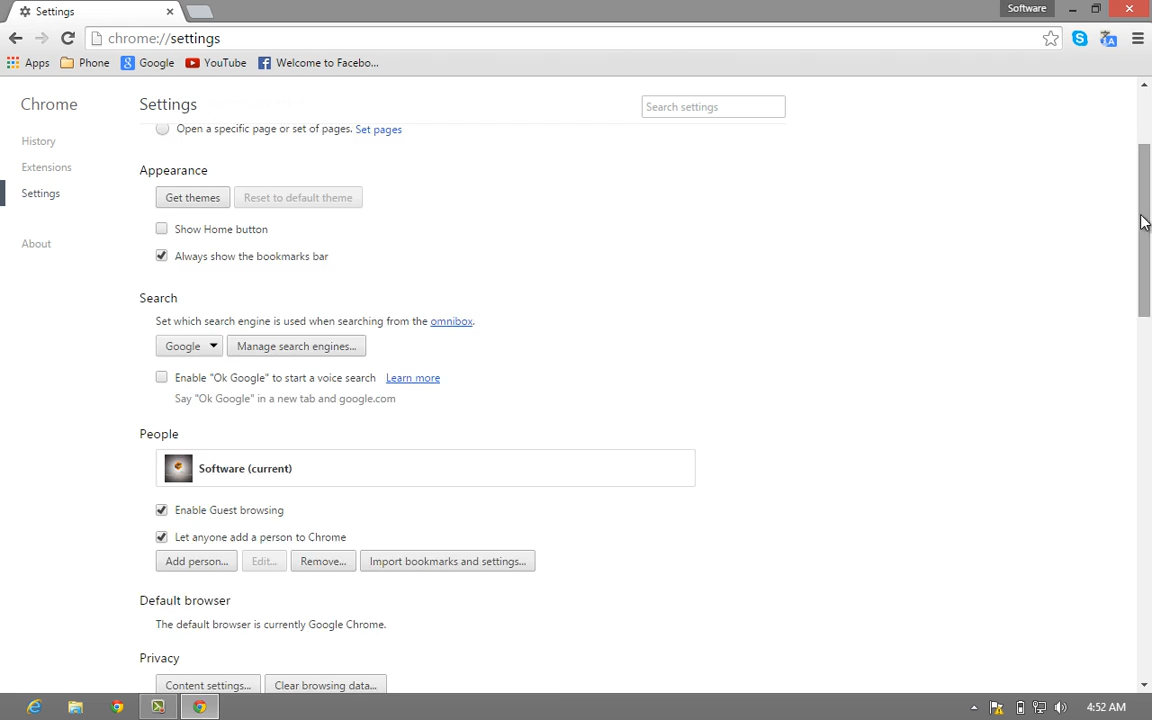 Settings
Software
chrome://settings
Apps
Phone
Google
YouTube
Welcome to Facebo...
Chrome
Settings
Search settings
History
Extensions
Settings
About
Open a specific page or set of pages. Set pages
Appearance
Get themes
Reset to default theme
Show Home button
Always show the bookmarks bar
Search
Set which search engine is used when searching from the omnibox.
Google
Manage search engines...
Enable "Ok Google" to start a voice search Learn more
Say "Ok Google" in a new tab and google.com
People
Software (current)
Enable Guest browsing
Let anyone add a person to Chrome
Add person...
Edit...
Remove...
Import bookmarks and settings...
Default browser
The default browser is currently Google Chrome.
Privacy
Content settings...
Clear browsing data...
4:52 AM